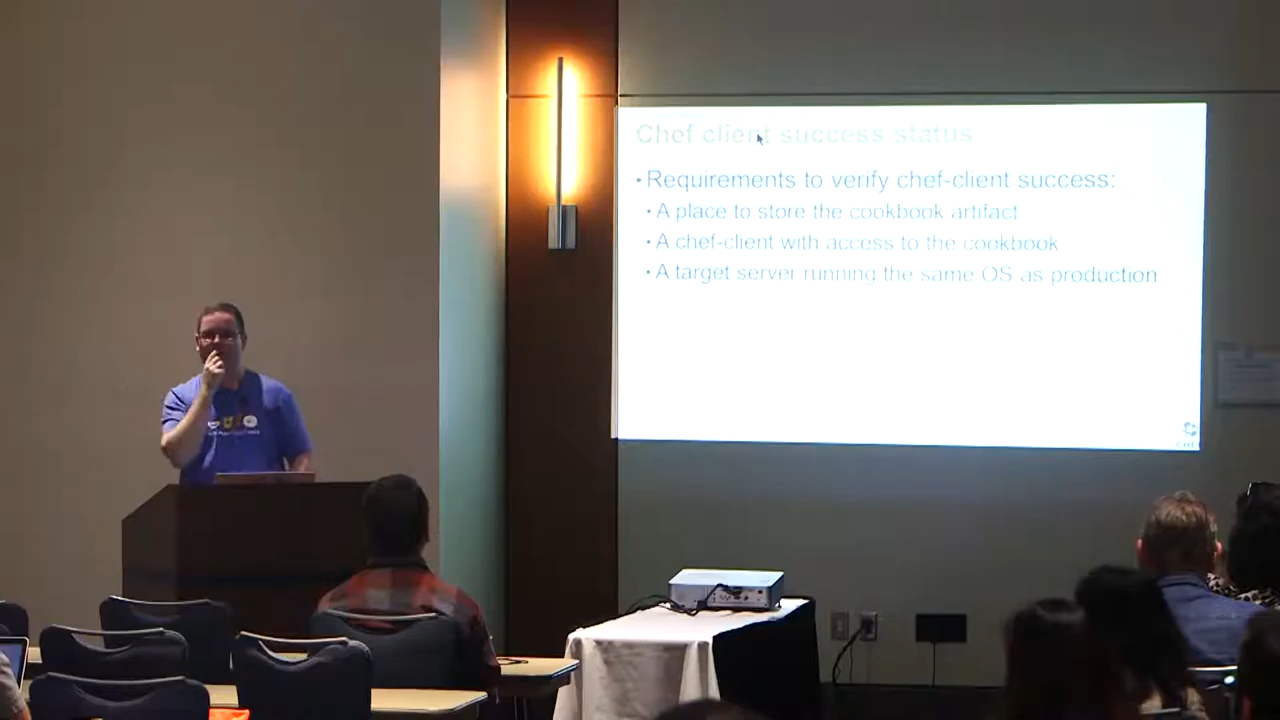 Chef client success status
• Requirements to verify chef-client success:
• A place to store the cookbook artifact
• A chef-client with access to the cookbook
• A target server running the same OS as production